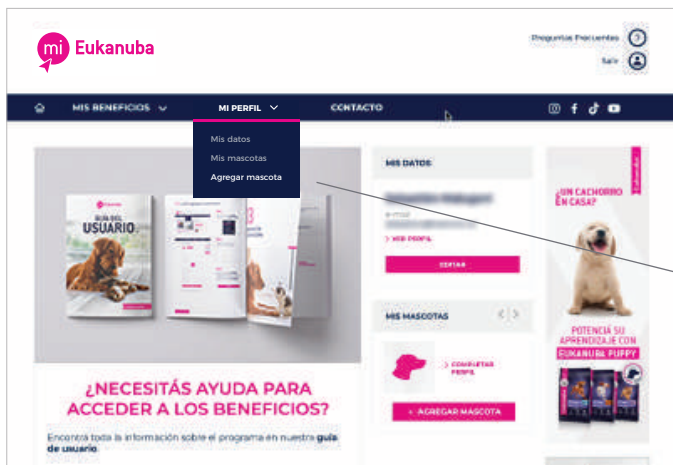 mi Eukanuba
Preguntas Frecuentes
Salir
MIS BENEFICIOS
MI PERFIL
CONTACTO
Mis datos
Mis mascotas
Agregar mascota
GUÍA DEL
USUARIO
MIS DATOS
e-mail
> VER PERFIL
EDITAR
MIS MASCOTAS
> COMPLETAR
PERFIL
+ AGREGAR MASCOTA
¿UN CACHORRO
EN CASA?
POTENCIÁ SU
APRENDIZAJE CON
EUKANUBA PUPPY
¿NECESITÁS AYUDA PARA
ACCEDER A LOS BENEFICIOS?
Encontrá toda la información sobre el programa en nuestra guía
de usuario.